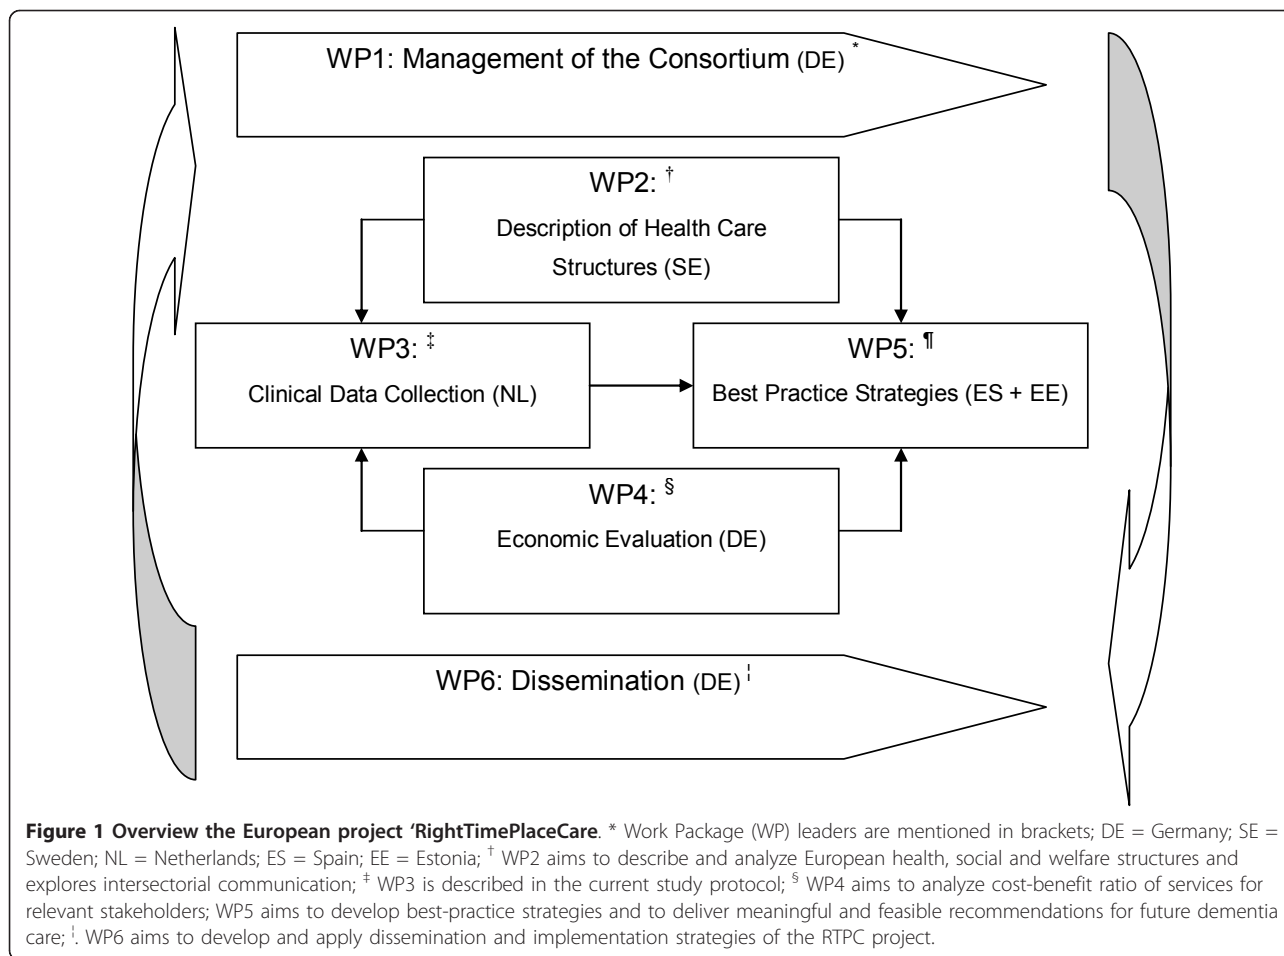 WP1: Management of the Consortium (DE) *
WP2: †
Description of Health Care
Structures (SE)
WP3: ‡
Clinical Data Collection (NL)
WP5: ¶
Best Practice Strategies (ES + EE)
WP4: §
Economic Evaluation (DE)
WP6: Dissemination (DE) ¦
Figure 1 Overview the European project ‘RightTimePlaceCare. * Work Package (WP) leaders are mentioned in brackets; DE = Germany; SE =
Sweden; NL = Netherlands; ES = Spain; EE = Estonia; † WP2 aims to describe and analyze European health, social and welfare structures and
explores intersectorial communication; ‡ WP3 is described in the current study protocol; § WP4 aims to analyze cost-benefit ratio of services for
relevant stakeholders; WP5 aims to develop best-practice strategies and to deliver meaningful and feasible recommendations for future dementia
care; ¦. WP6 aims to develop and apply dissemination and implementation strategies of the RTPC project.